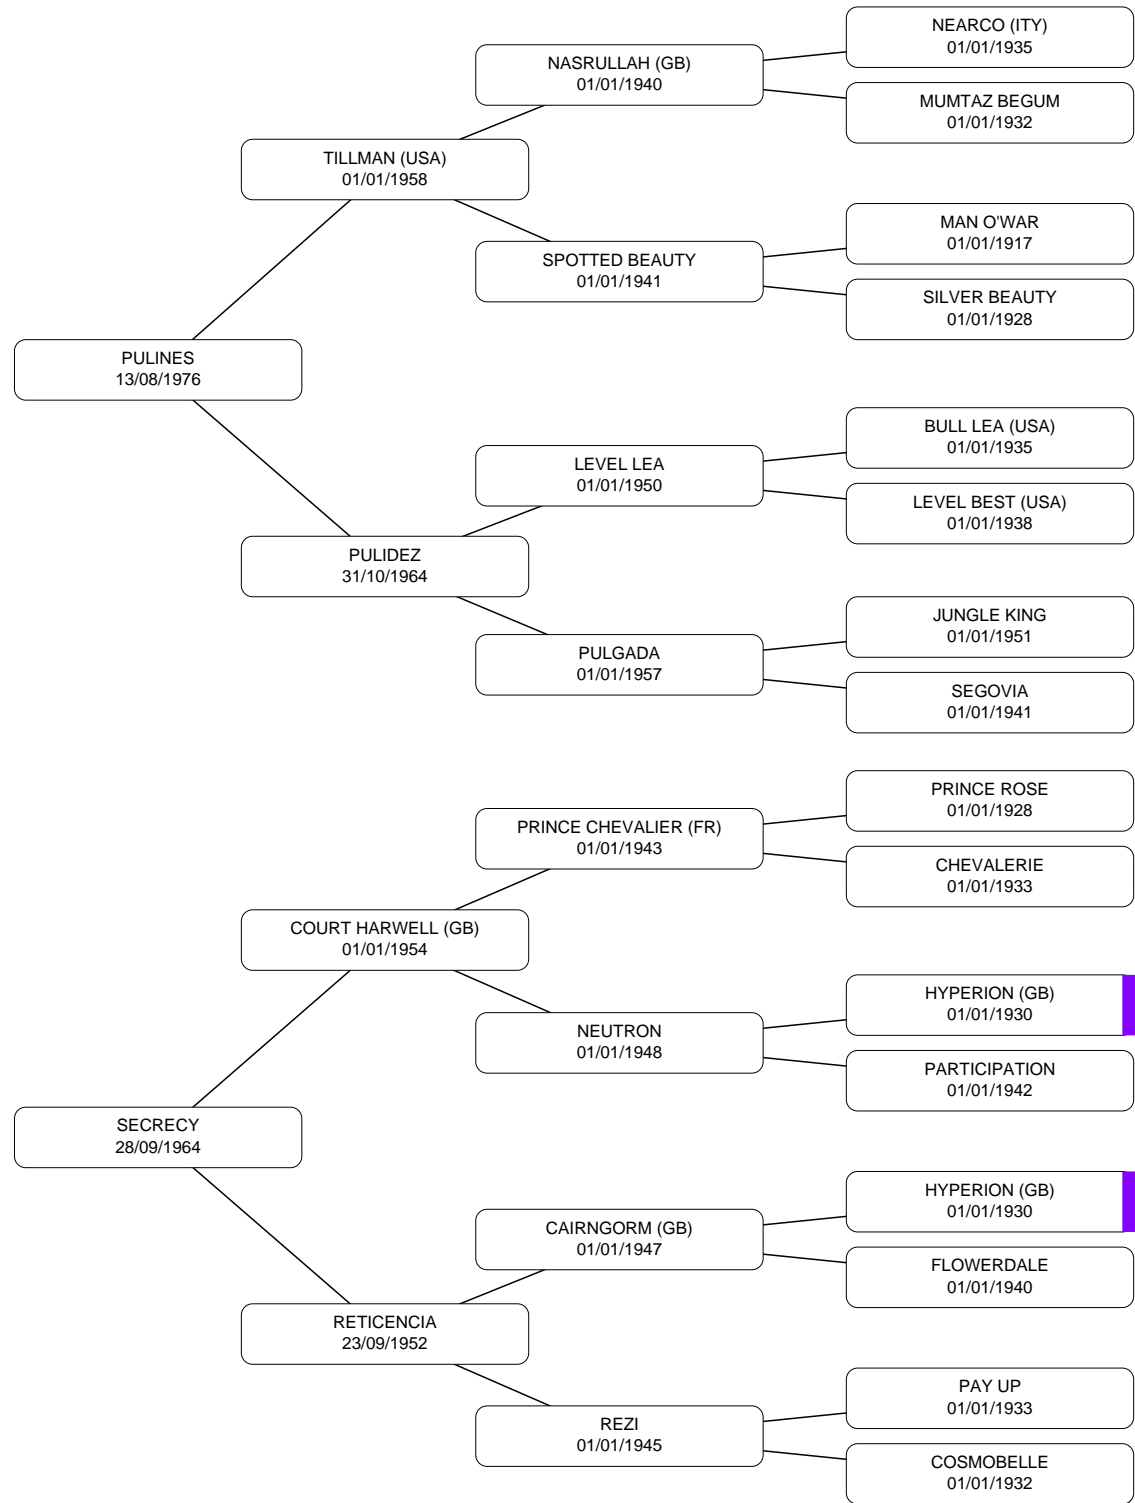 NEARCO (ITY)
01/01/1935
NASRULLAH (GB)
01/01/1940
MUMTAZ BEGUM
01/01/1932
TILLMAN (USA)
01/01/1958
MAN O'WAR
01/01/1917
SPOTTED BEAUTY
01/01/1941
SILVER BEAUTY
01/01/1928
PULINES
13/08/1976
BULL LEA (USA)
01/01/1935
LEVEL LEA
01/01/1950
LEVEL BEST (USA)
01/01/1938
PULIDEZ
31/10/1964
JUNGLE KING
01/01/1951
PULGADA
01/01/1957
SEGOVIA
01/01/1941
PRINCE ROSE
01/01/1928
PRINCE CHEVALIER (FR)
01/01/1943
CHEVALERIE
01/01/1933
COURT HARWELL (GB)
01/01/1954
HYPERION (GB)
01/01/1930
NEUTRON
01/01/1948
PARTICIPATION
01/01/1942
SECRECY
28/09/1964
HYPERION (GB)
01/01/1930
CAIRNGORM (GB)
01/01/1947
FLOWERDALE
01/01/1940
RETICENCIA
23/09/1952
PAY UP
01/01/1933
REZI
01/01/1945
COSMOBELLE
01/01/1932